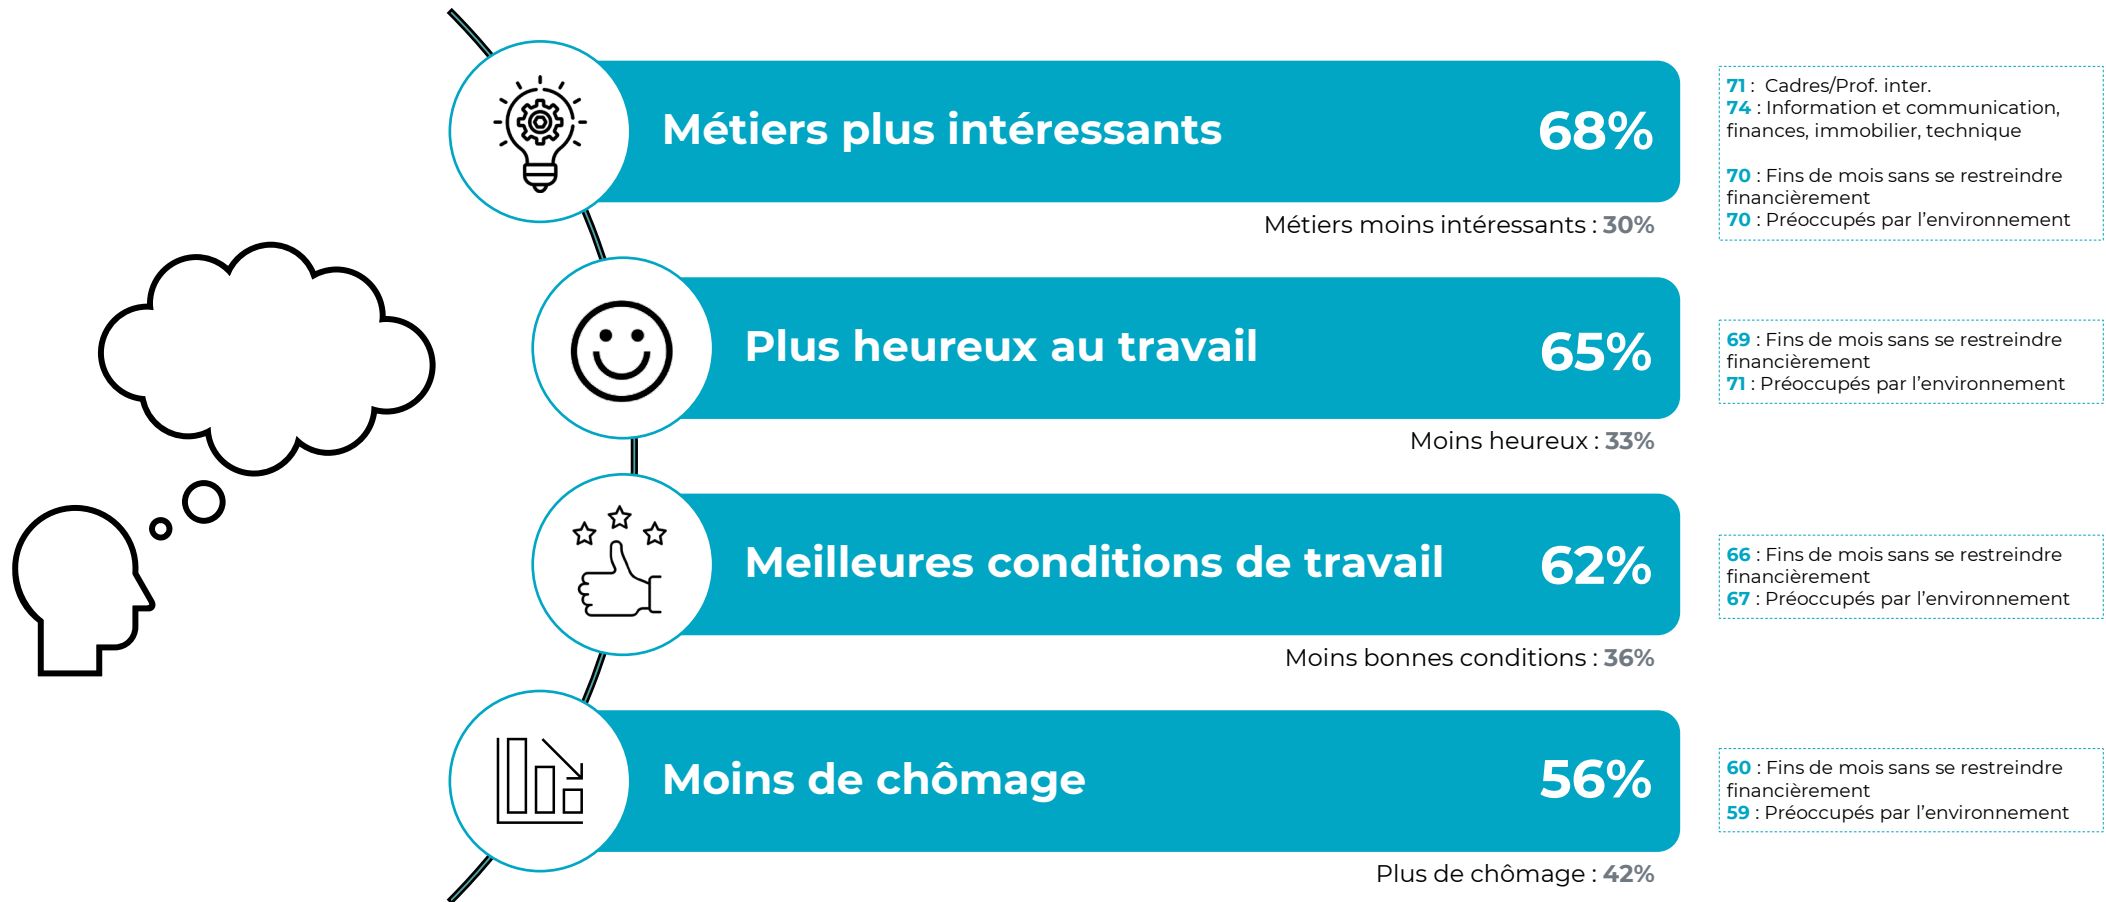 Métiers plus intéressants 68%
Métiers moins intéressants : 30%
71 : Cadres/Prof. inter.
74 : Information et communication,
finances, immobilier, technique
70 : Fins de mois sans se restreindre
financièrement
70 : Préoccupés par l’environnement
Plus heureux au travail 65%
Moins heureux : 33%
69 : Fins de mois sans se restreindre
financièrement
71 : Préoccupés par l’environnement
Meilleures conditions de travail 62%
Moins bonnes conditions : 36%
66 : Fins de mois sans se restreindre
financièrement
67 : Préoccupés par l’environnement
Moins de chômage 56%
Plus de chômage : 42%
60 : Fins de mois sans se restreindre
financièrement
59 : Préoccupés par l’environnement